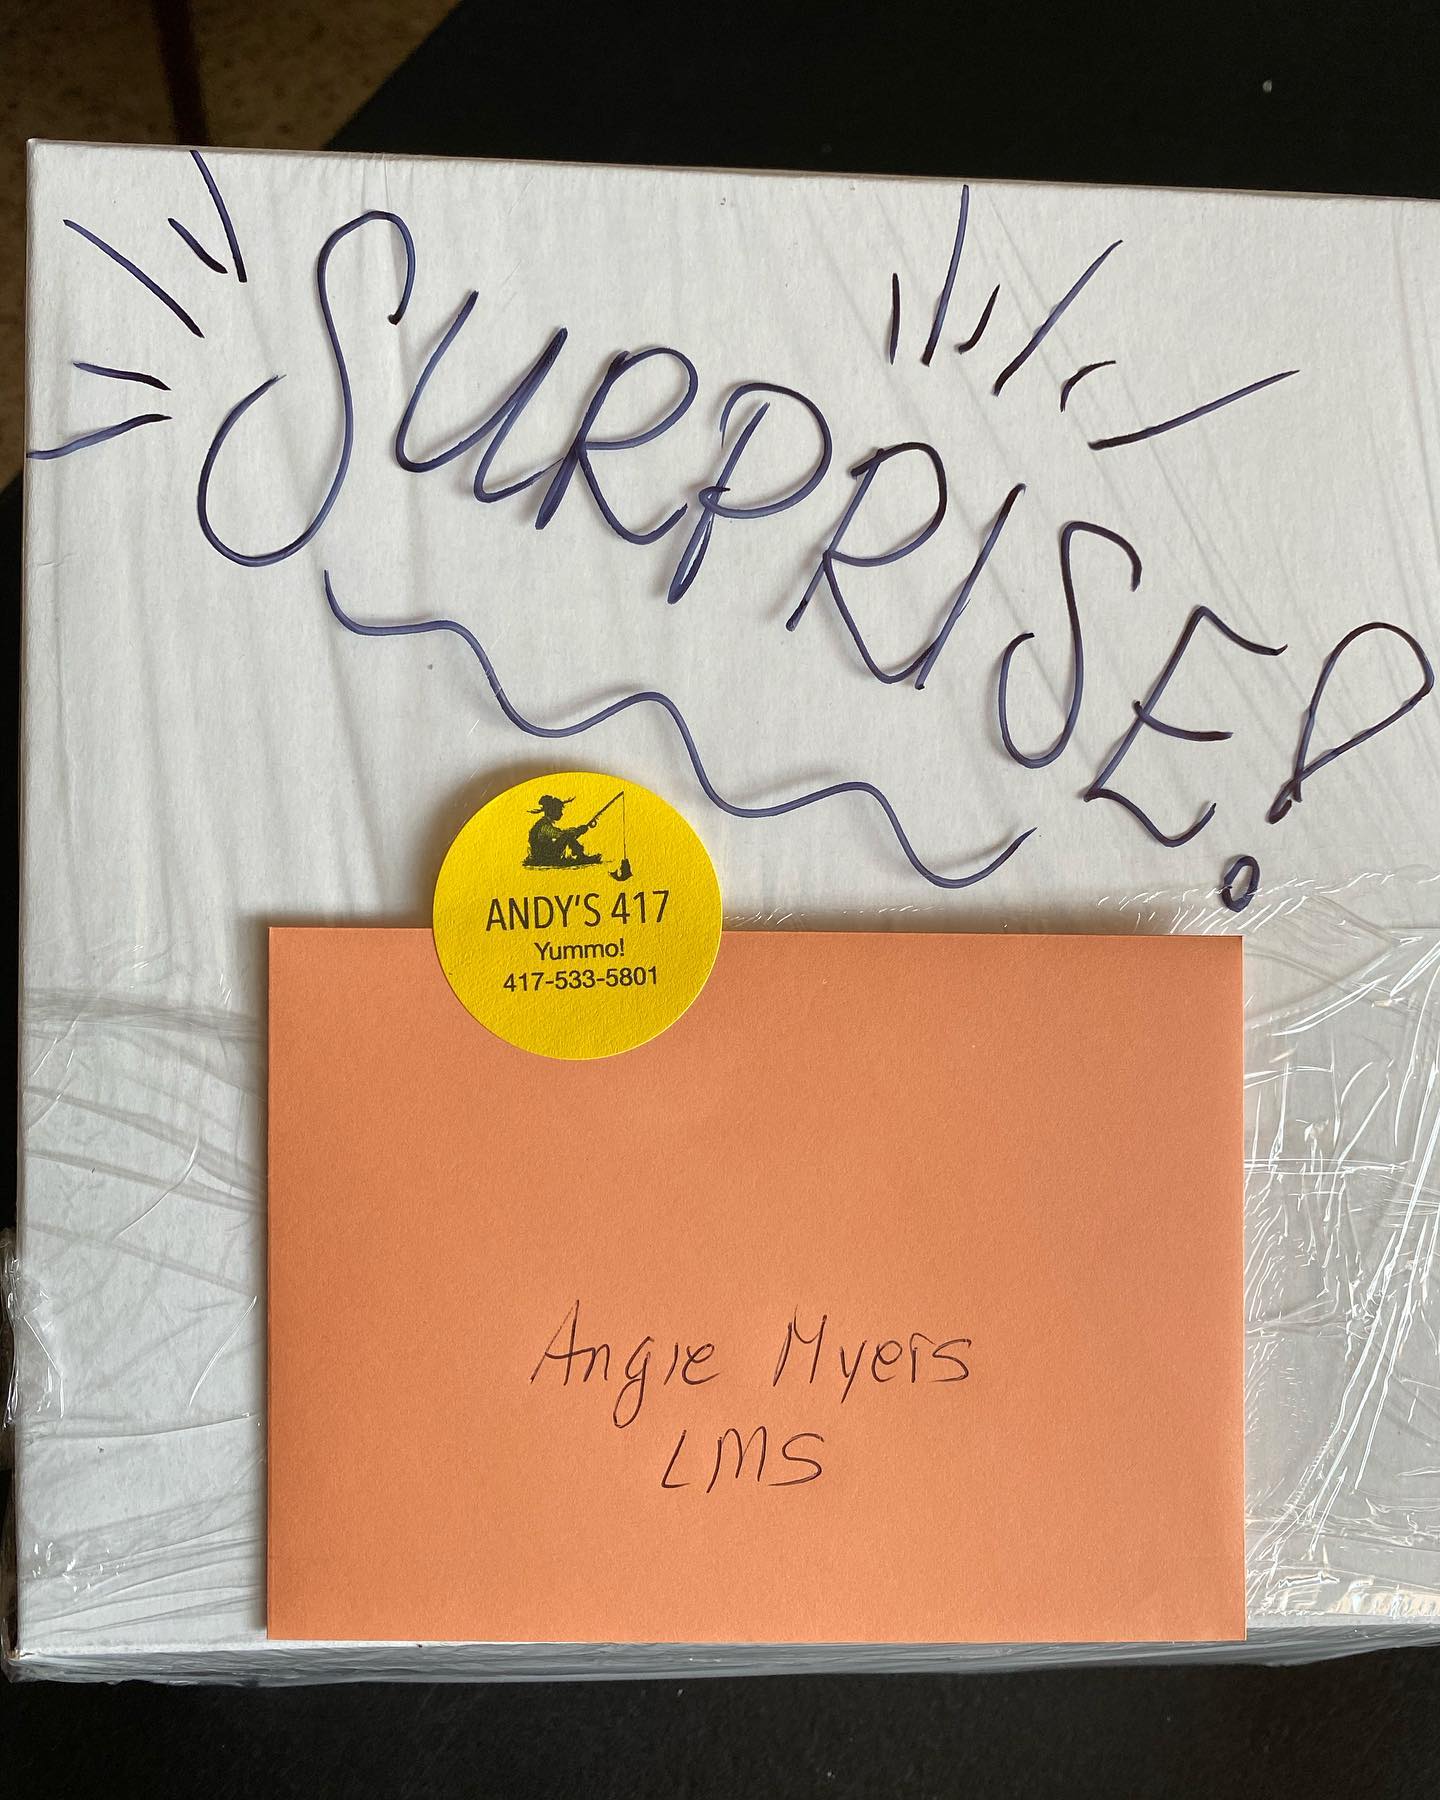 SURPRISE!
ANDY'S 417
Yummo!
417-533-5801
Angie Myers
LMS